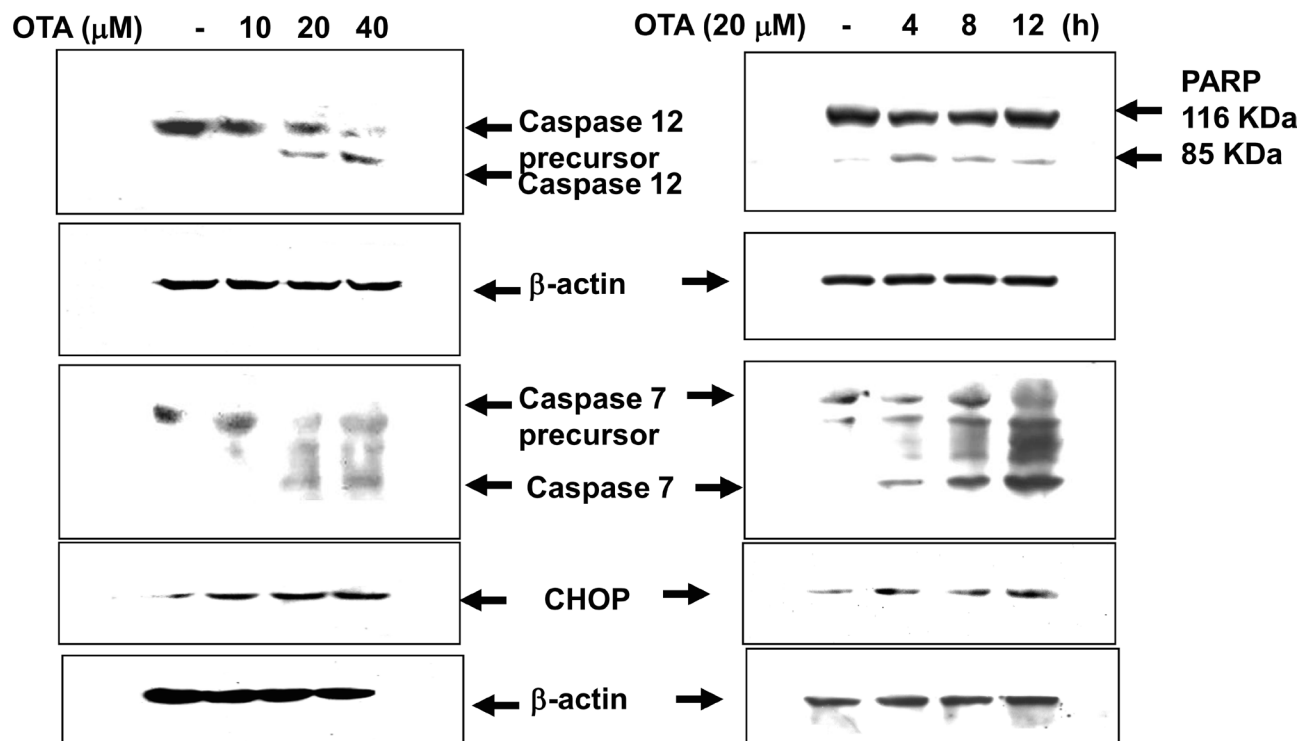 OTA (μM) - 10 20 40
OTA (20 μM) - 4 8 12 (h)
Caspase 12
precursor
Caspase 12
PARP
116 KDa
85 KDa
β-actin
Caspase 7
precursor
Caspase 7
CHOP
β-actin